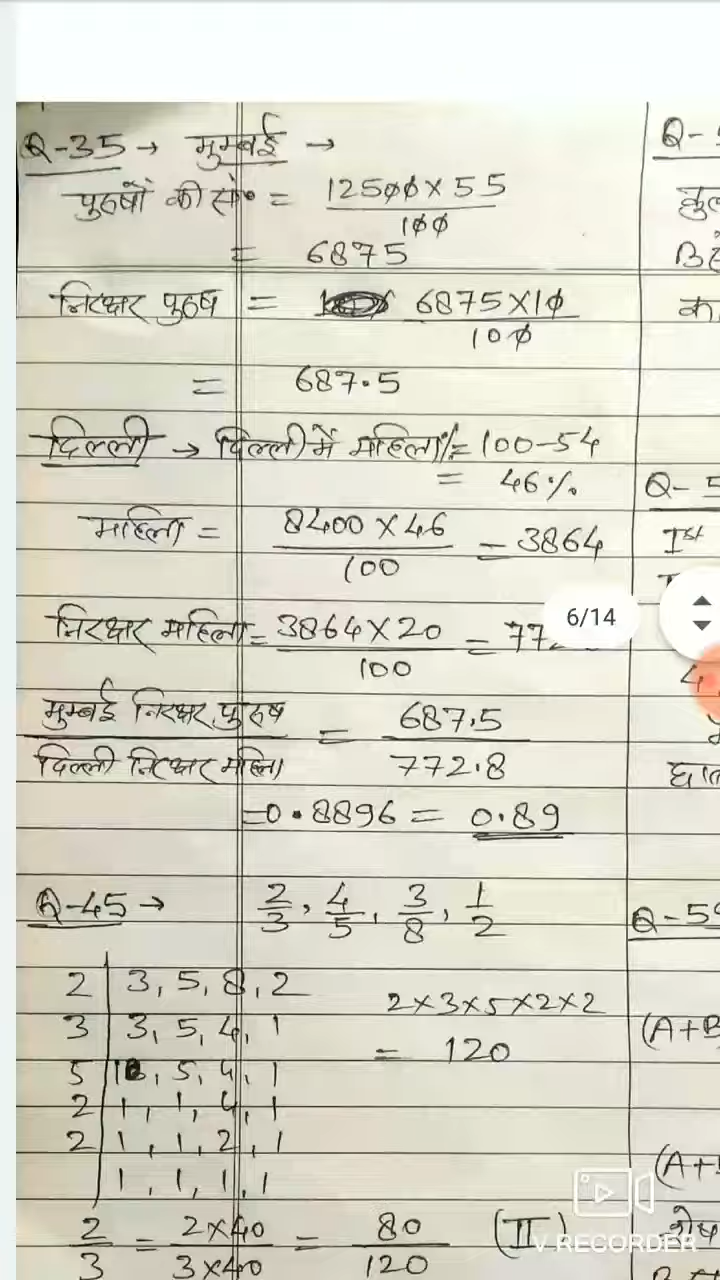 Q-35 → मुम्बई →
पुरुषों की सं० = 12500 × 55 / 100
= 6875
निरक्षर पुरुष = 6875 × 10 / 100
= 687.5
दिल्ली → दिल्ली में महिला % = 100-54
= 46%
महिला = 8400 × 46 / 100 = 3864
निरक्षर महिला = 3864 × 20 / 100 = 77
6/14
मुम्बई निरक्षर पुरुष / दिल्ली निरक्षर महिला = 687.5 / 772.8
= 0.8896 = 0.89
Q-45 → 2/3, 4/5, 3/8, 1/2
2 | 3, 5, 8, 2
3 | 3, 5, 4, 1
5 | 1, 5, 4, 1
2 | 1, 1, 4, 1
2 | 1, 1, 2, 1
1, 1, 1, 1
2×3×5×2×2
= 120
2/3 = 2×40 / 3×40 = 80 / 120 (II)
Q-
B
Q- 5
Ist
4
Q-59
(A+B
(A+
शेष
V.RECORDER